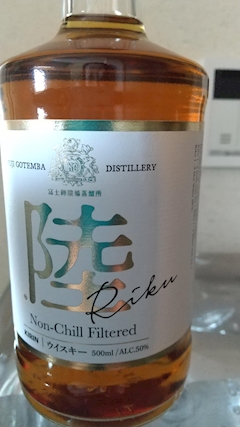 GOTEMBA DISTILLERY
富士御殿場蒸溜所
陸
Riku
Non-Chill Filtered
KIRIN ウイスキー 500ml/ALC.50%